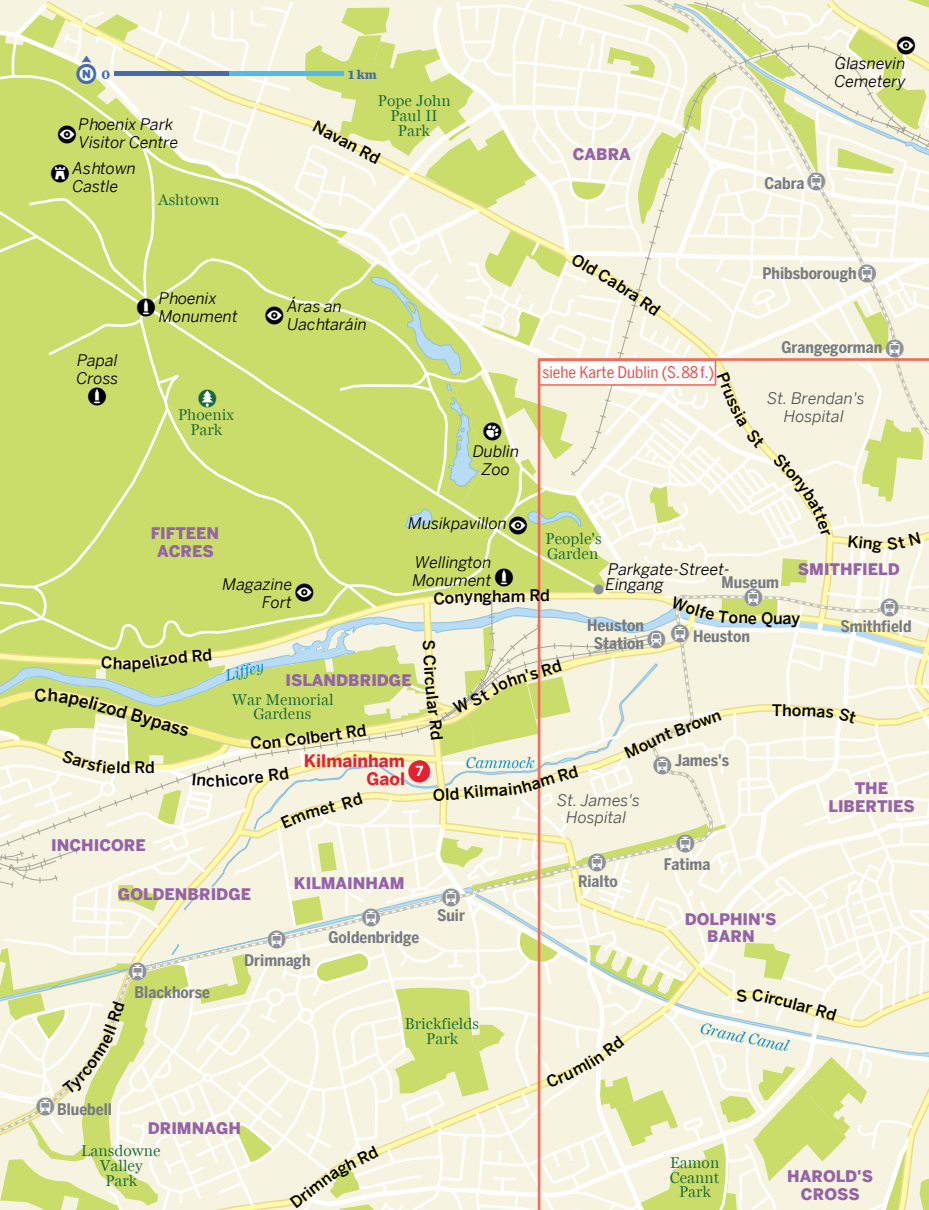 N 0 1 km
Glasnevin
Cemetery
Pope John
Paul II
Park
Phoenix Park
Visitor Centre
Navan Rd
CABRA
Ashtown
Castle
Cabra
Ashtown
Old Cabra Rd
Phibsborough
Phoenix
Monument
Áras an
Uachtaráin
Grangegorman
Papal
Cross
siehe Karte Dublin (S. 88 f.)
Prussia St
St. Brendan's
Hospital
Phoenix
Park
Dublin
Zoo
Stonybatter
Musikpavillon
FIFTEEN
ACRES
People's
Garden
King St N
Wellington
Monument
Parkgate-Street-
Eingang
SMITHFIELD
Magazine
Fort
Museum
Conyngham Rd
Wolfe Tone Quay
Smithfield
Heuston
Station
Heuston
Chapelizod Rd
S Circular Rd
Liffey
ISLANDBRIDGE
W St John's Rd
War Memorial
Gardens
Chapelizod Bypass
Thomas St
Con Colbert Rd
Mount Brown
Sarsfield Rd
Kilmainham
Gaol
7
Cammock
James's
Inchicore Rd
Old Kilmainham Rd
Emmet Rd
St. James's
Hospital
THE
LIBERTIES
INCHICORE
Fatima
Rialto
GOLDENBRIDGE
KILMAINHAM
Suir
DOLPHIN'S
BARN
Goldenbridge
Drimnagh
Blackhorse
S Circular Rd
Tyrconnell Rd
Brickfields
Park
Grand Canal
Crumlin Rd
Bluebell
DRIMNAGH
Lansdowne
Valley
Park
Drimnagh Rd
Eamon
Ceannt
Park
HAROLD'S
CROSS